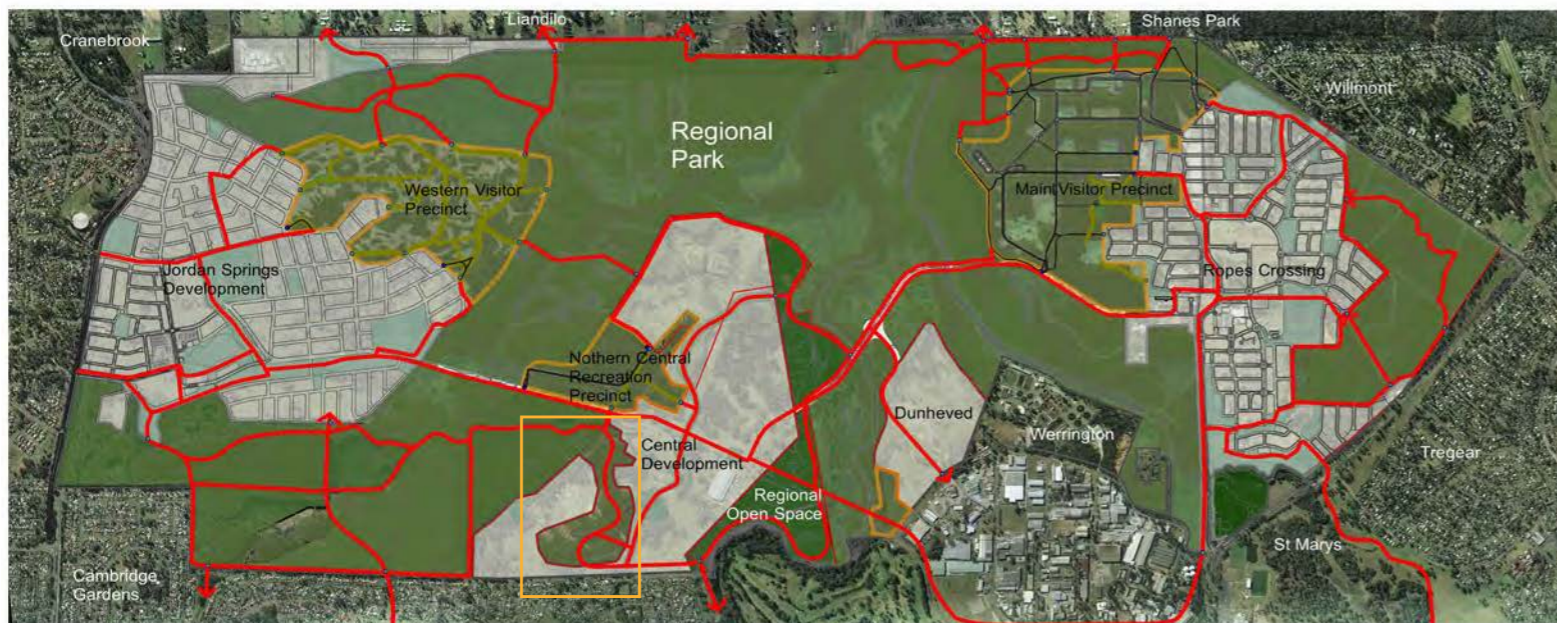 Cranebrook
Llandilo
Shanes Park
Willmont
Regional
Park
Western Visitor
Precinct
Maint Visitor Precinct
Jordan Springs
Development
Ropes Crossing
Nothern Central
Recreation
Precinct
Dunheved
Central
Development
Werrington
Tregear
Regional
Open Space
St Marys
Cambridge
Gardens